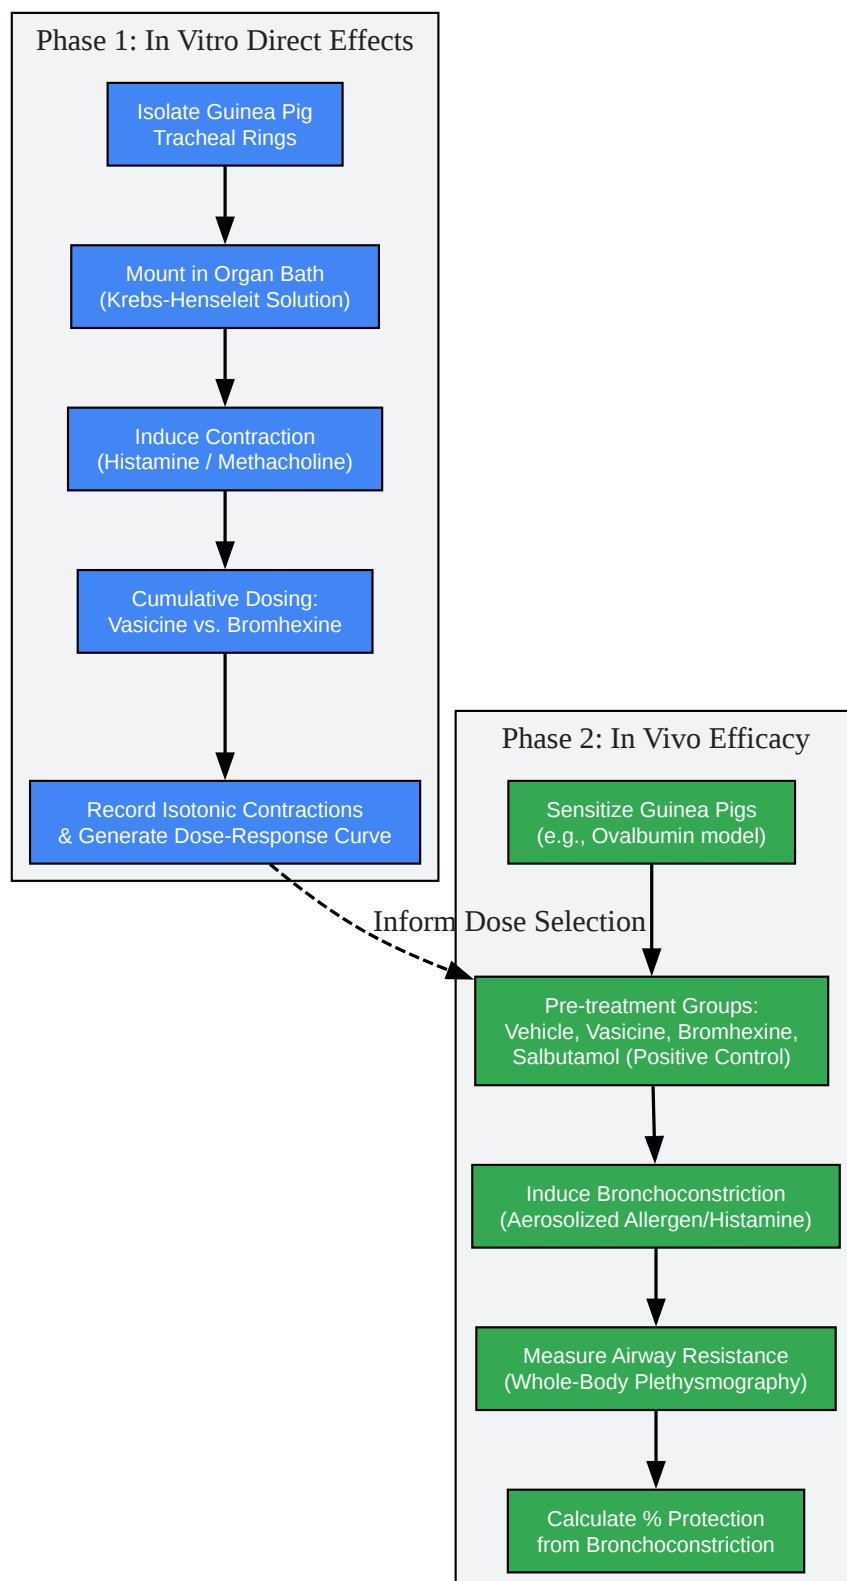 Phase 1: In Vitro Direct Effects
Isolate Guinea Pig
Tracheal Rings
Mount in Organ Bath
(Krebs-Henseleit Solution)
Induce Contraction
(Histamine / Methacholine)
Cumulative Dosing:
Vasicine vs. Bromhexine
Record Isotonic Contractions
& Generate Dose-Response Curve
Inform Dose Selection
Phase 2: In Vivo Efficacy
Sensitize Guinea Pigs
(e.g., Ovalbumin model)
Pre-treatment Groups:
Vehicle, Vasicine, Bromhexine,
Salbutamol (Positive Control)
Induce Bronchoconstriction
(Aerosolized Allergen/Histamine)
Measure Airway Resistance
(Whole-Body Plethysmography)
Calculate % Protection
from Bronchoconstriction